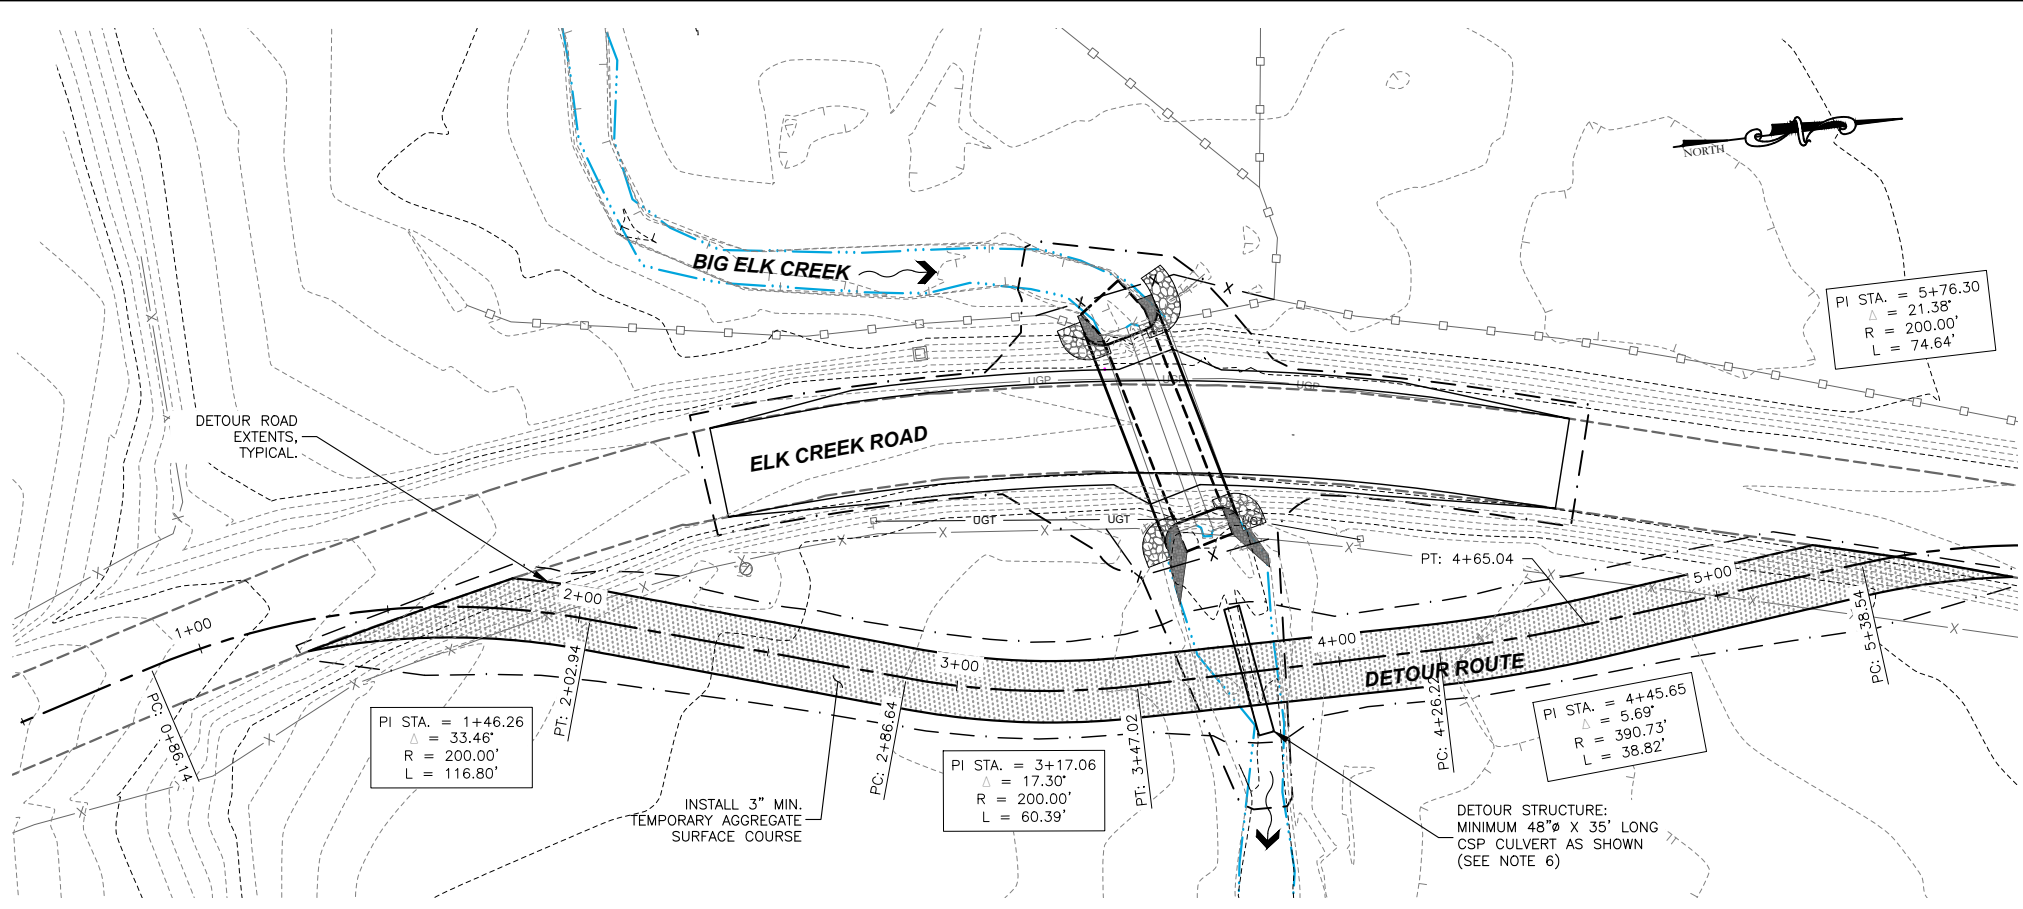 NORTH
BIG ELK CREEK
PI STA. = 5+76.30
Δ = 21.38°
R = 200.00'
L = 74.64'
UGP
UGP
UGP
DETOUR ROAD
EXTENTS,
TYPICAL.
ELK CREEK ROAD
X
X
X
X
UGT
UGT
X
X
X
X
PT: 4+65.04
1+00
2+00
3+00
4+00
5+00
DETOUR ROUTE
PC: 0+86.14
PT: 2+02.94
PC: 2+86.64
PT: 3+47.02
PC: 4+26.22
PC: 5+38.54
PI STA. = 1+46.26
Δ = 33.46°
R = 200.00'
L = 116.80'
PI STA. = 3+17.06
Δ = 17.30°
R = 200.00'
L = 60.39'
PI STA. = 4+45.65
Δ = 5.69°
R = 390.73'
L = 38.82'
INSTALL 3" MIN.
TEMPORARY AGGREGATE
SURFACE COURSE
DETOUR STRUCTURE:
MINIMUM 48"ø X 35' LONG
CSP CULVERT AS SHOWN
(SEE NOTE 6)